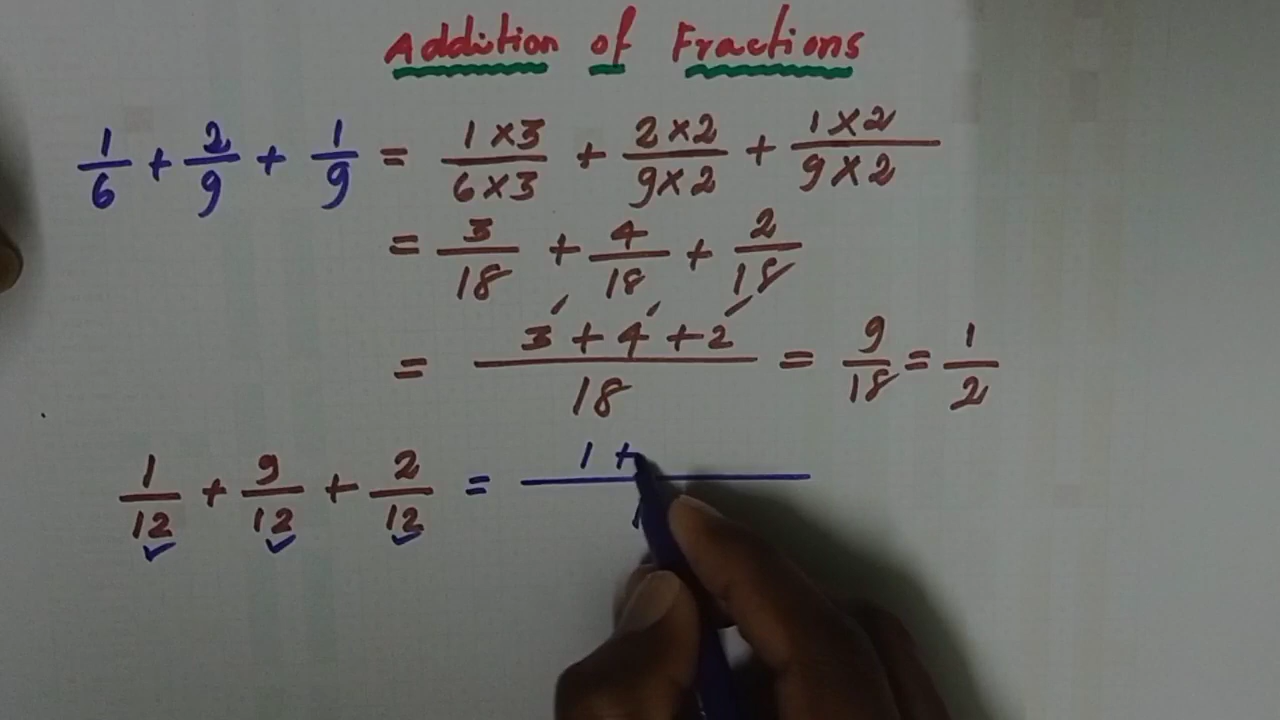 Addition of Fractions
1/6 + 2/9 + 1/9 = 1×3/6×3 + 2×2/9×2 + 1×2/9×2
= 3/18 + 4/18 + 2/18
= 3+4+2/18 = 9/18 = 1/2
1/12 + 9/12 + 2/12 = 1+